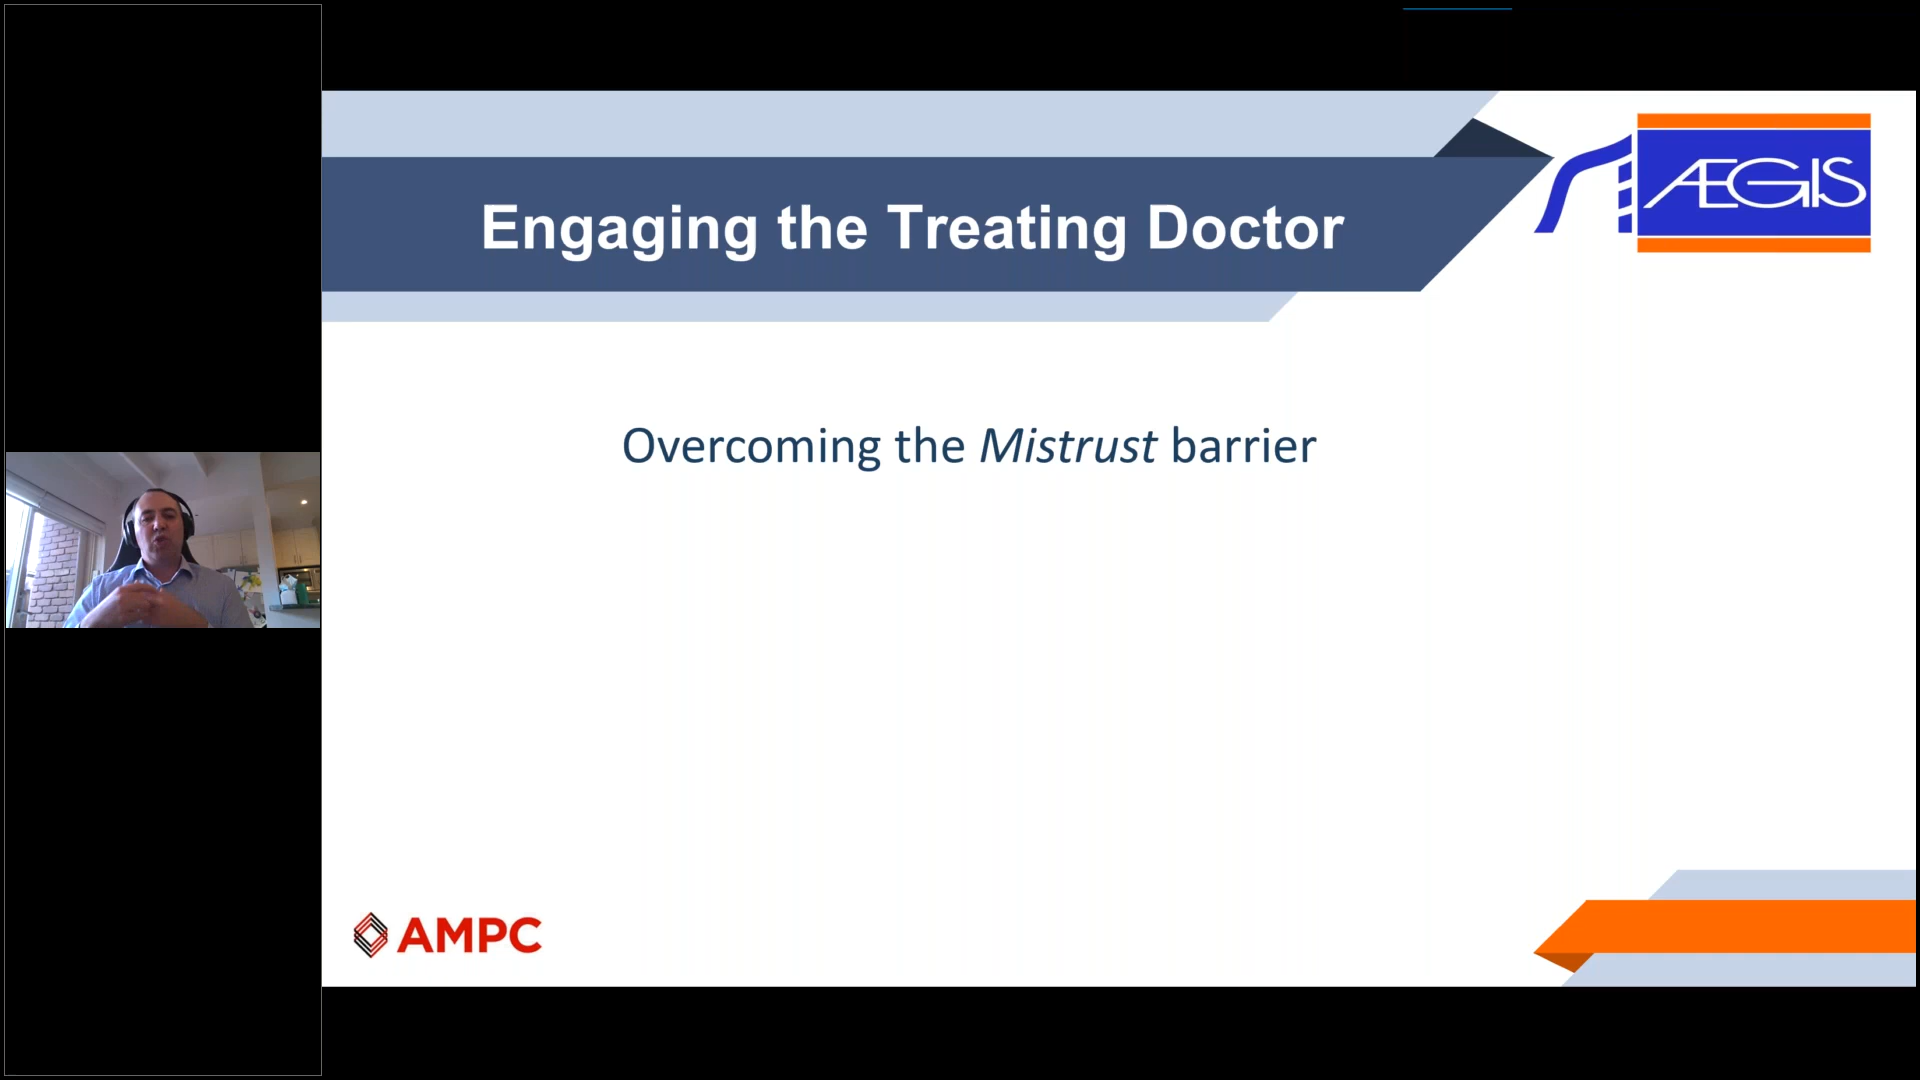 Engaging the Treating Doctor
ÆGIS
Overcoming the Mistrust barrier
AMPC